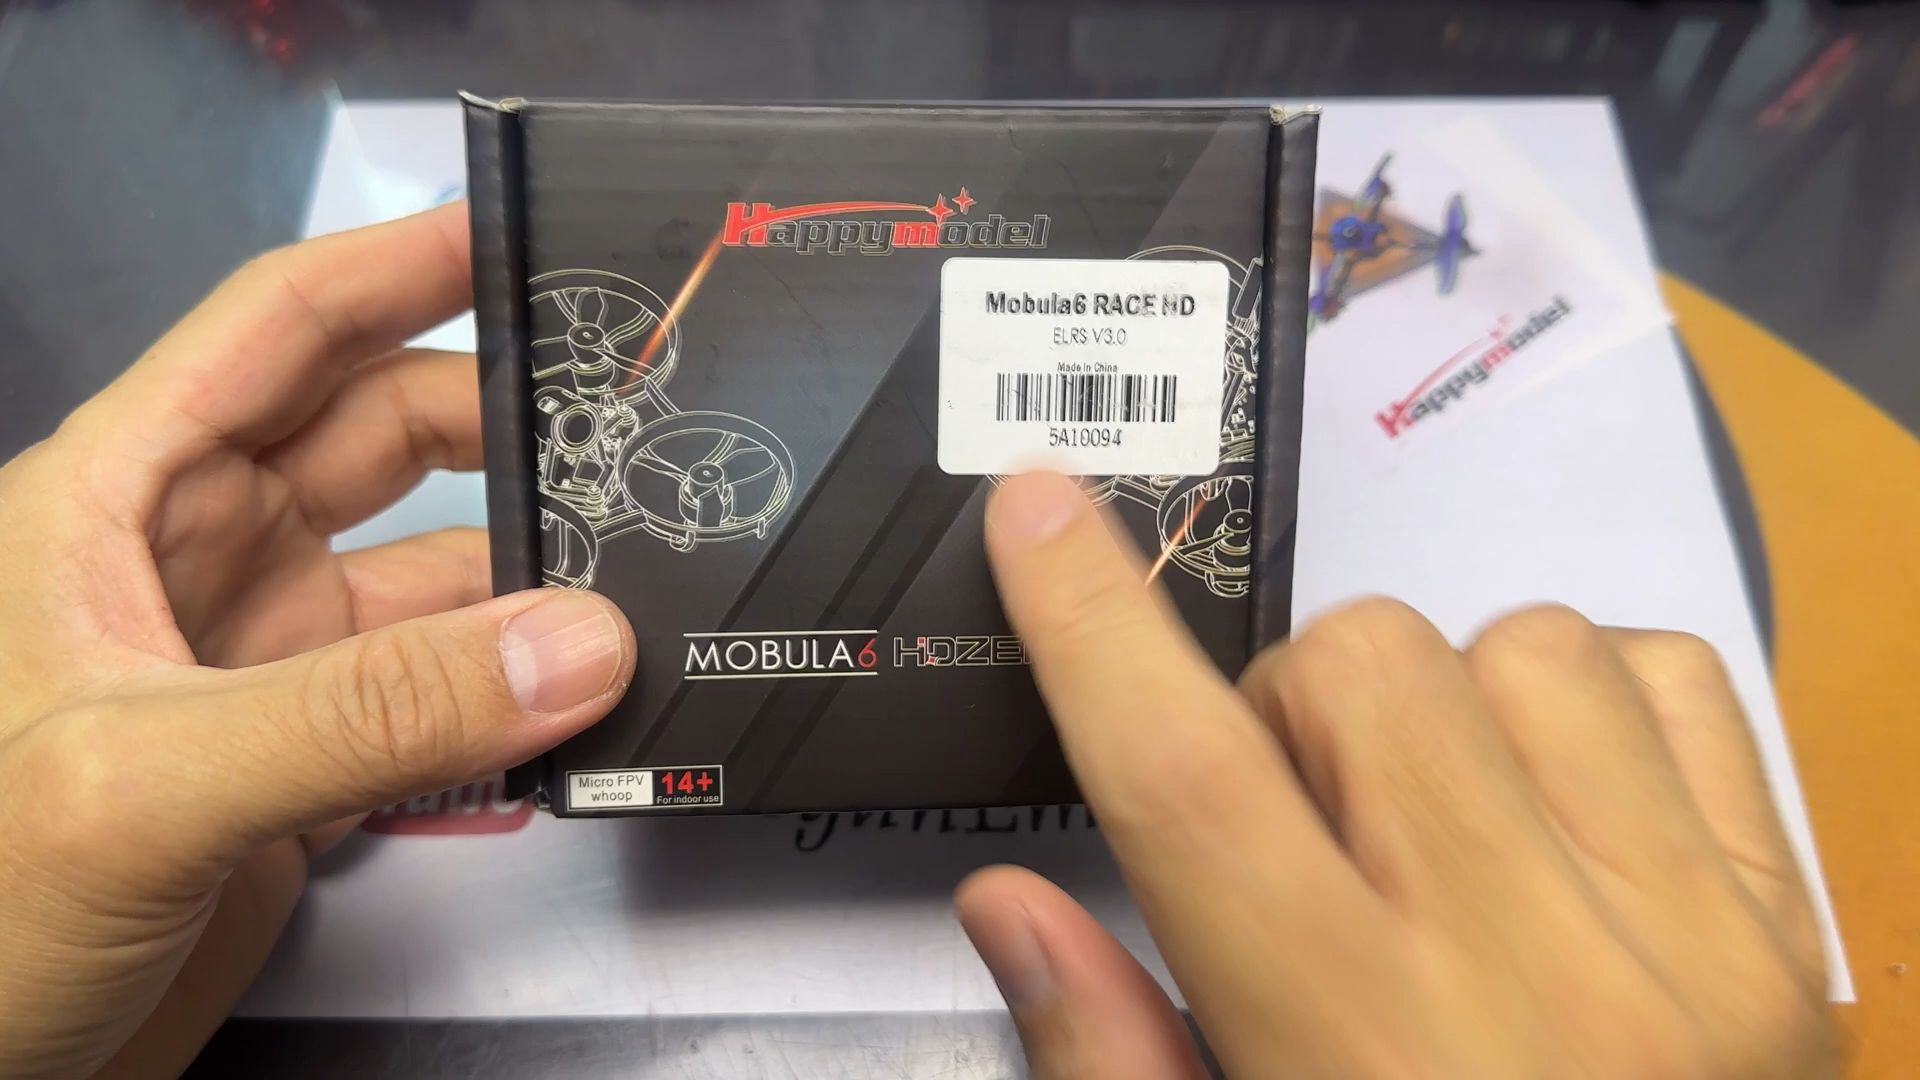 Happymodel
Mobula6 RACE HD
ELRS V3.0
Made in China
5A10094
Happymodel
MOBULA6 HDZE
Micro FPV
whoop
14+
For indoor use